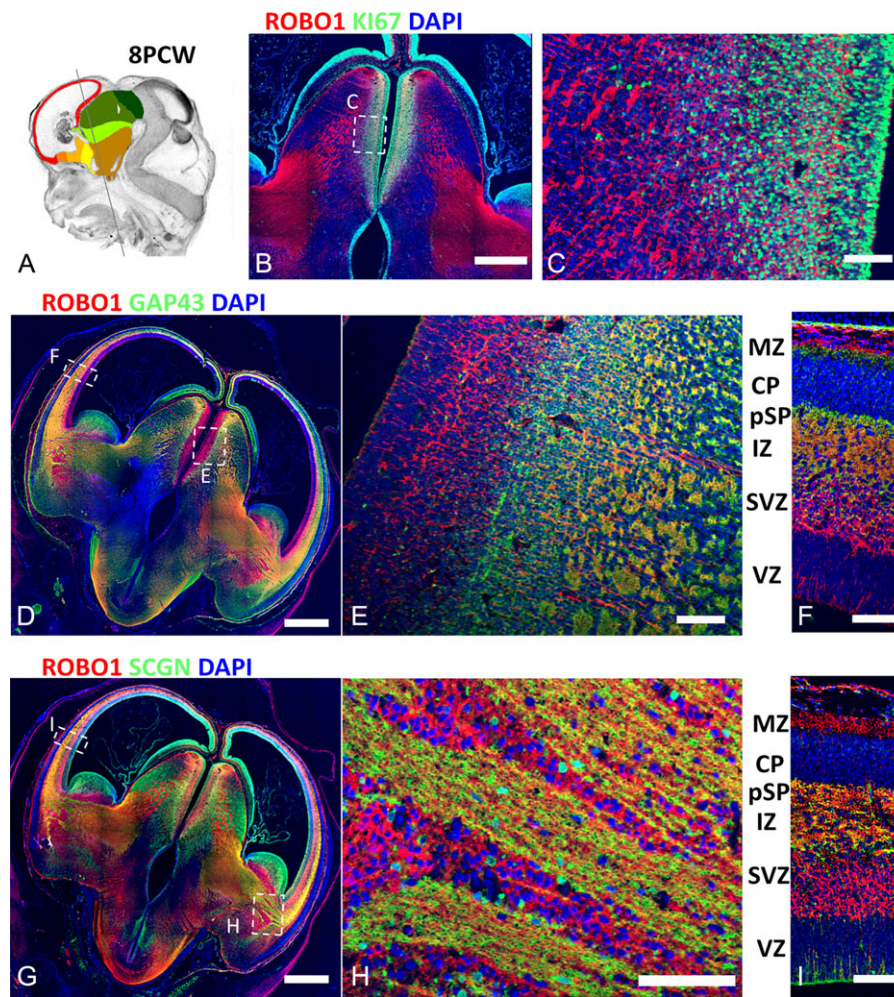 8PCW
A
ROBO1 KI67 DAPI
B
C
C
ROBO1 GAP43 DAPI
D
F
E
E
MZ
CP
pSP
IZ
SVZ
VZ
F
ROBO1 SCGN DAPI
G
I
H
H
MZ
CP
pSP
IZ
SVZ
VZ
I